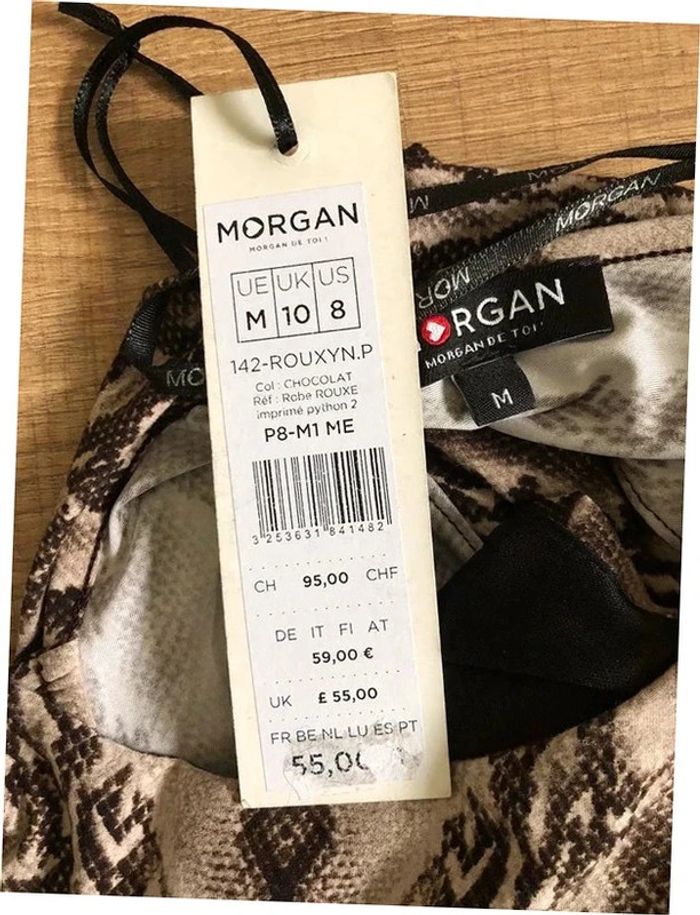 MORGAN
MORGAN DE TOI !
UE UK US
M 10 8
142-ROUXYN.P
Col : CHOCOLAT
Réf : Robe ROUXE
imprimé python 2
P8-M1 ME
3 253631 841482
CH 95,00 CHF
DE IT FI AT
59,00 €
UK £ 55,00
FR BE NL LU ES PT
55,0
MORGAN
MORGAN DE TOI !
M
MORGAN